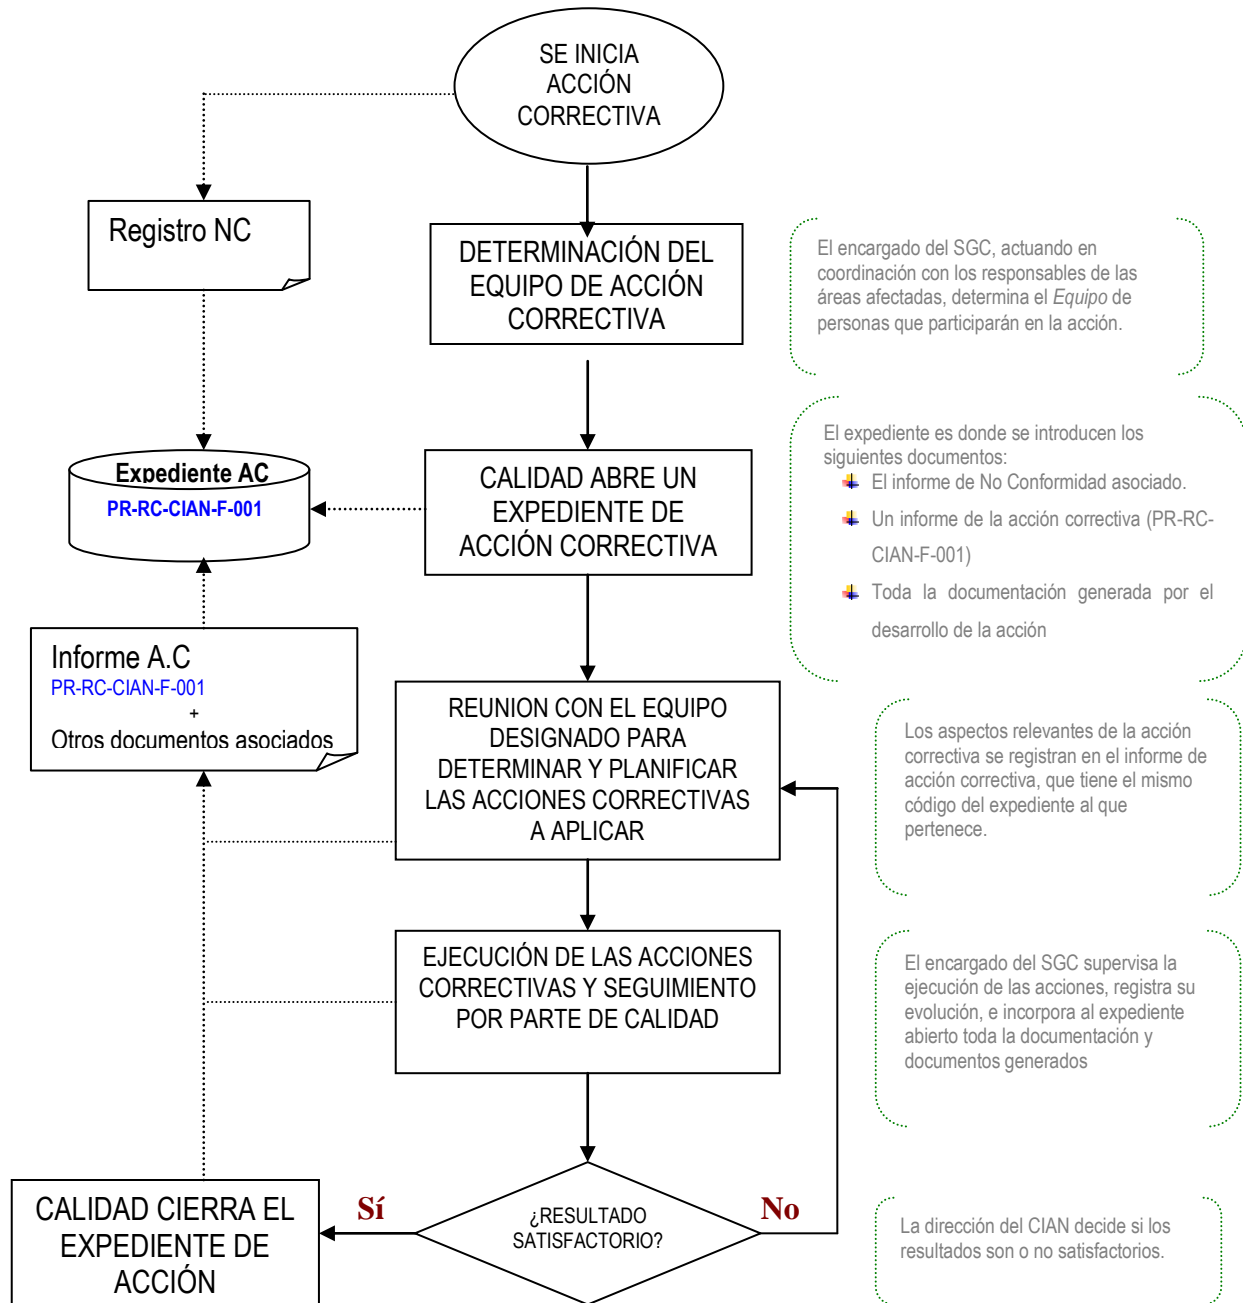 SE INICIA
ACCIÓN
CORRECTIVA
Registro NC
DETERMINACIÓN DEL
EQUIPO DE ACCIÓN
CORRECTIVA
El encargado del SGC, actuando en
coordinación con los responsables de las
áreas afectadas, determina el Equipo de
personas que participarán en la acción.
Expediente AC
PR-RC-CIAN-F-001
CALIDAD ABRE UN
EXPEDIENTE DE
ACCIÓN CORRECTIVA
El expediente es donde se introducen los
siguientes documentos:
El informe de No Conformidad asociado.
Un informe de la acción correctiva (PR-RC-
CIAN-F-001)
Toda la documentación generada por el
desarrollo de la acción
Informe A.C
PR-RC-CIAN-F-001
+
Otros documentos asociados
REUNION CON EL EQUIPO
DESIGNADO PARA
DETERMINAR Y PLANIFICAR
LAS ACCIONES CORRECTIVAS
A APLICAR
Los aspectos relevantes de la acción
correctiva se registran en el informe de
acción correctiva, que tiene el mismo
código del expediente al que
pertenece.
EJECUCIÓN DE LAS ACCIONES
CORRECTIVAS Y SEGUIMIENTO
POR PARTE DE CALIDAD
El encargado del SGC supervisa la
ejecución de las acciones, registra su
evolución, e incorpora al expediente
abierto toda la documentación y
documentos generados
CALIDAD CIERRA EL
EXPEDIENTE DE
ACCIÓN
Sí
¿RESULTADO
SATISFACTORIO?
No
La dirección del CIAN decide si los
resultados son o no satisfactorios.